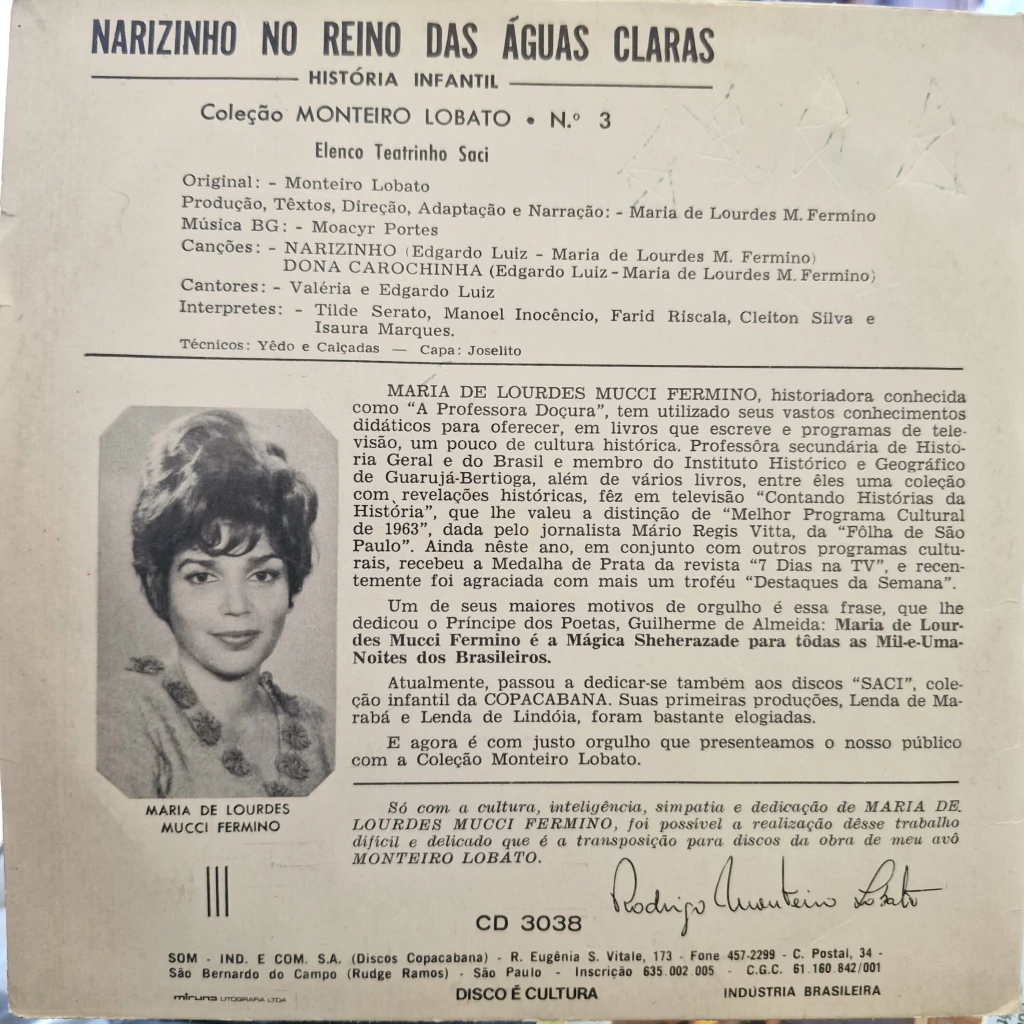 NARIZINHO NO REINO DAS ÁGUAS CLARAS
HISTÓRIA INFANTIL
Coleção MONTEIRO LOBATO • N.º 3
Elenco Teatrinho Saci
Original: - Monteiro Lobato
Produção, Têxtos, Direção, Adaptação e Narração: - Maria de Lourdes M. Fermino
Música BG: - Moacyr Portes
Canções: - NARIZINHO (Edgardo Luiz - Maria de Lourdes M. Fermino)
DONA CAROCHINHA (Edgardo Luiz - Maria de Lourdes M. Fermino)
Cantores: - Valéria e Edgardo Luiz
Interpretes: - Tilde Serato, Manoel Inocêncio, Farid Riscala, Cleiton Silva e
Isaura Marques.
Técnicos: Yêdo e Calçadas — Capa: Joselito
MARIA DE LOURDES MUCCI FERMINO, historiadora conhecida
como “A Professora Doçura”, tem utilizado seus vastos conhecimentos
didáticos para oferecer, em livros que escreve e programas de tele-
visão, um pouco de cultura histórica. Professôra secundária de Histó-
ria Geral e do Brasil e membro do Instituto Histórico e Geográfico
de Guarujá-Bertioga, além de vários livros, entre êles uma coleção
com revelações históricas, fêz em televisão “Contando Histórias da
Història”, que lhe valeu a distinção de “Melhor Programa Cultural
de 1963”, dada pelo jornalista Mário Regis Vitta, da “Fôlha de São
Paulo”. Ainda nêste ano, em conjunto com outros programas cultu-
rais, recebeu a Medalha de Prata da revista “7 Dias na TV”, e recen-
temente foi agraciada com mais um troféu “Destaques da Semana”.
Um de seus maiores motivos de orgulho é essa frase, que lhe
dedicou o Príncipe dos Poetas, Guilherme de Almeida: Maria de Lour-
des Mucci Fermino é a Mágica Sheherazade para tôdas as Mil-e-Uma-
Noites dos Brasileiros.
Atualmente, passou a dedicar-se também aos discos “SACI”, cole-
ção infantil da COPACABANA. Suas primeiras produções, Lenda de Ma-
rabá e Lenda de Lindóia, foram bastante elogiadas.
E agora é com justo orgulho que presenteamos o nosso público
com a Coleção Monteiro Lobato.
MARIA DE LOURDES
MUCCI FERMINO
Só com a cultura, inteligência, simpatia e dedicação de MARIA DE
LOURDES MUCCI FERMINO, foi possível a realização dêsse trabalho
difícil e delicado que é a transposição para discos da obra de meu avô
MONTEIRO LOBATO.
Rodrigo Monteiro Lobato
CD 3038
SOM - IND. E COM. S.A. (Discos Copacabana) - R. Eugênia S. Vitale, 173 - Fone 457-2299 - C. Postal, 34 -
São Bernardo do Campo (Rudge Ramos) - São Paulo - Inscrição 635.002.005 - C.G.C. 61.160.842/001
miruna LITOGRAFIA LTDA
DISCO É CULTURA
INDÚSTRIA BRASILEIRA